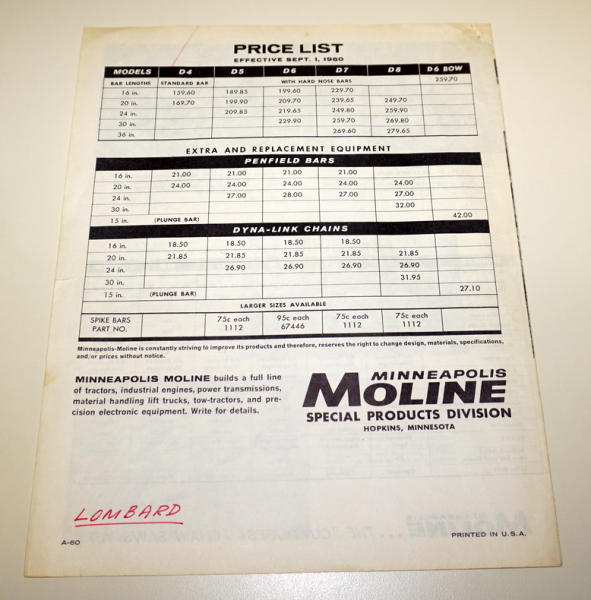 PRICE LIST
EFFECTIVE SEPT. 1, 1960
MODELS D4 D5 D6 D7 D8 D6 BOW
BAR LENGTHS STANDARD BAR WITH HARD NOSE BARS 259.70
16 in. 159.60 189.85 199.60 229.70
20 in. 169.70 199.90 209.70 239.65 249.70
24 in. 209.85 219.65 249.80 259.90
30 in. 229.90 259.70 269.80
36 in. 269.60 279.65
EXTRA AND REPLACEMENT EQUIPMENT
PENFIELD BARS
16 in. 21.00 21.00 21.00 21.00
20 in. 24.00 24.00 24.00 24.00 24.00
24 in. 27.00 28.00 27.00 27.00
30 in. 32.00
15 in. (PLUNGE BAR) 42.00
DYNA-LINK CHAINS
16 in. 18.50 18.50 18.50 18.50
20 in. 21.85 21.85 21.85 21.85 21.85
24 in. 26.90 26.90 26.90 26.90
30 in. 31.95
15 in. (PLUNGE BAR) 27.10
LARGER SIZES AVAILABLE
SPIKE BARS 75c each 95c each 75c each 75c each
PART NO. 1112 67446 1112 1112
Minneapolis-Moline is constantly striving to improve its products and therefore, reserves the right to change design, materials, specifications,
and/or prices without notice.
MINNEAPOLIS MOLINE builds a full line
of tractors, industrial engines, power transmissions,
material handling lift trucks, tow-tractors, and pre-
cision electronic equipment. Write for details.
MINNEAPOLIS
MOLINE
SPECIAL PRODUCTS DIVISION
HOPKINS, MINNESOTA
LOMBARD
A-60
PRINTED IN U.S.A.